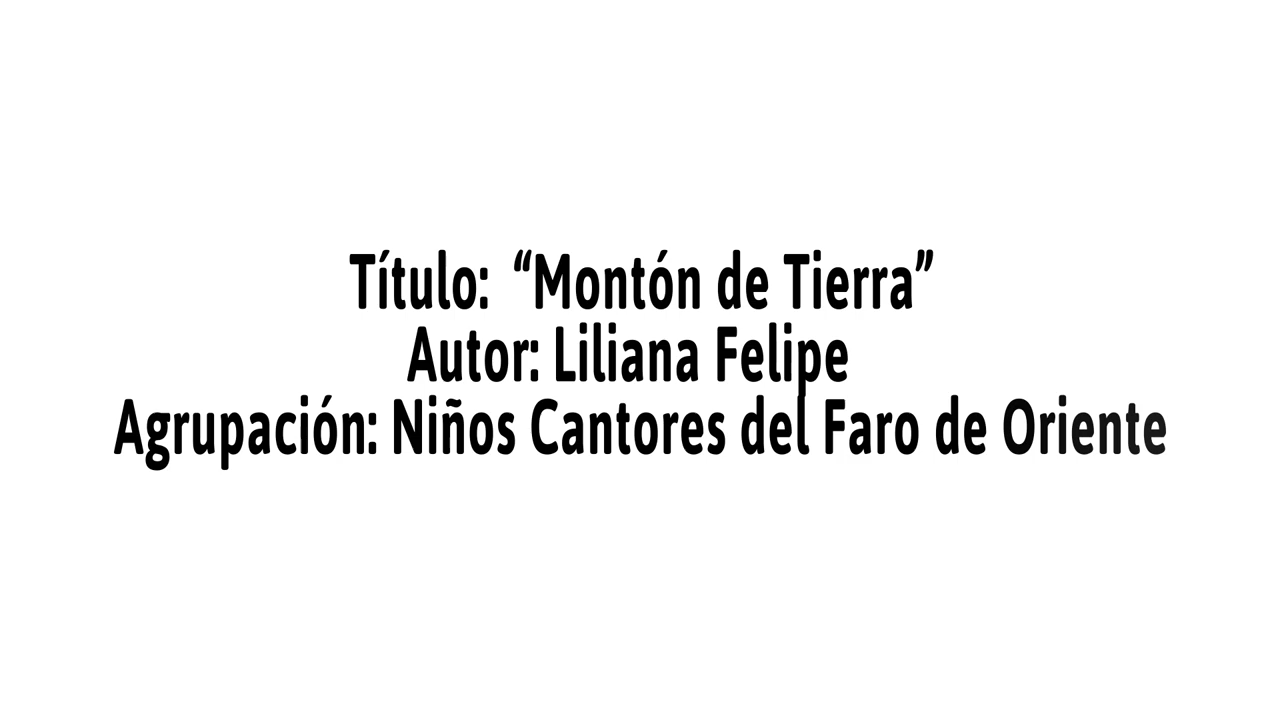 Título:  “Montón de Tierra”
Autor: Liliana Felipe
Agrupación: Niños Cantores del Faro de Oriente